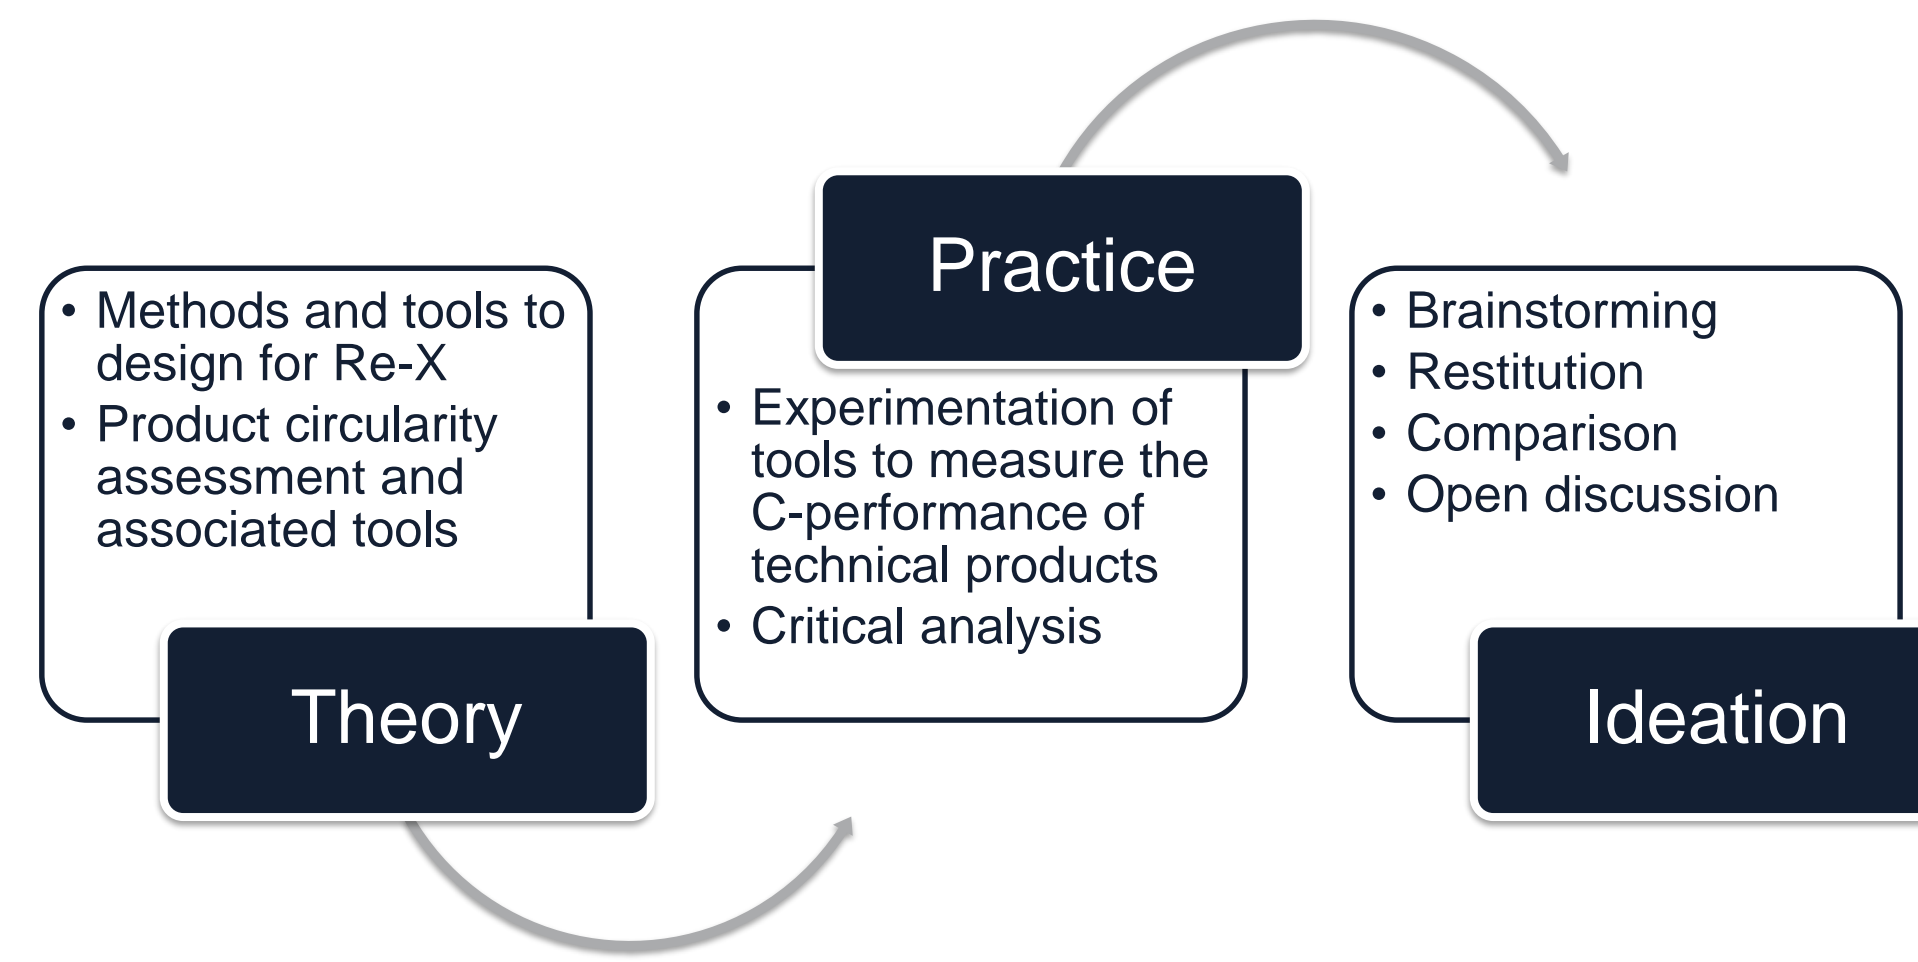 • Methods and tools to
design for Re-X
• Product circularity
assessment and
associated tools
Theory
Practice
• Experimentation of
tools to measure the
C-performance of
technical products
• Critical analysis
• Brainstorming
• Restitution
• Comparison
• Open discussion
Ideation